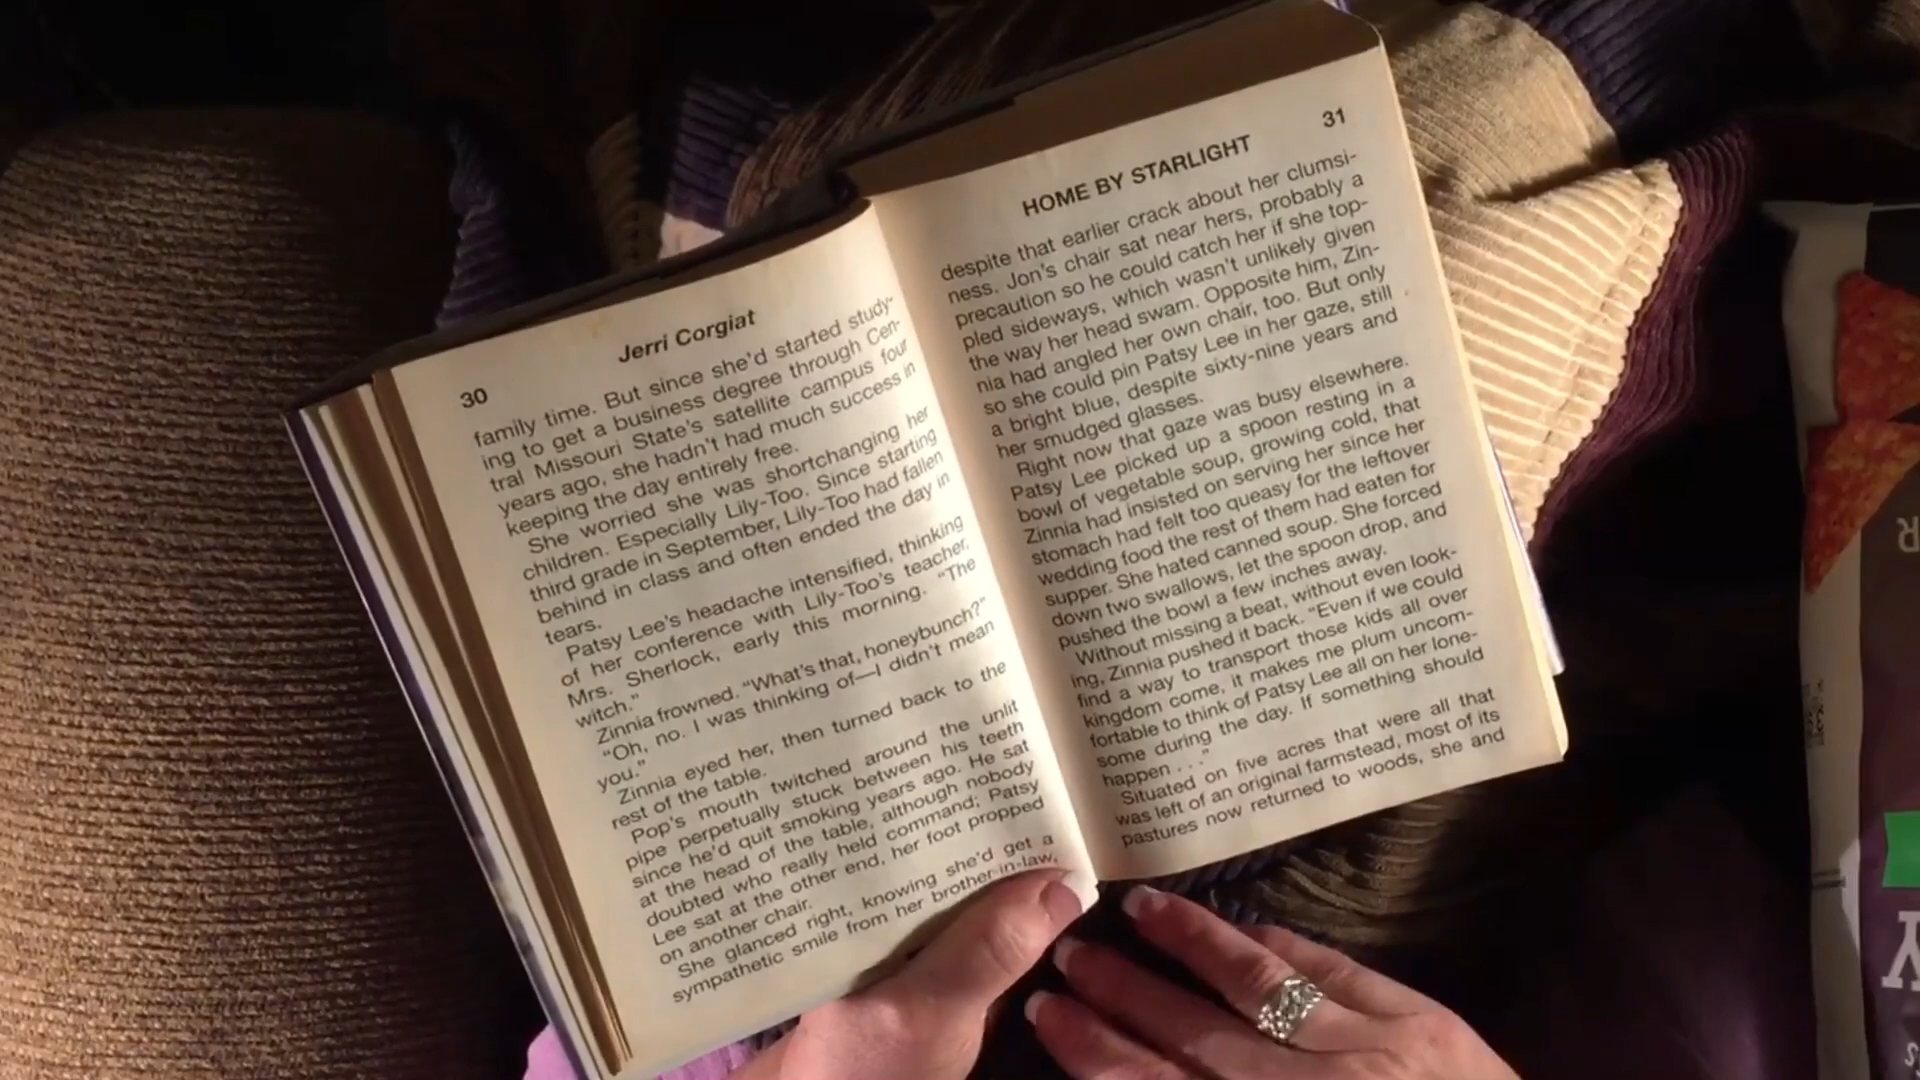 30
Jerri Corgiat
family time. But since she'd started study-
ing to get a business degree through Cen-
tral Missouri State's satellite campus four
years ago, she hadn't had much success in
keeping the day entirely free.
She worried she was shortchanging her
children. Especially Lily-Too. Since starting
third grade in September, Lily-Too had fallen
behind in class and often ended the day in
tears.
Patsy Lee's headache intensified, thinking
of her conference with Lily-Too's teacher,
Mrs. Sherlock, early this morning. "The
witch."
Zinnia frowned. "What's that, honeybunch?"
"Oh, no. I was thinking of—I didn't mean
you."
Zinnia eyed her, then turned back to the
rest of the table.
Pop's mouth twitched around the unlit
pipe perpetually stuck between his teeth
since he'd quit smoking years ago. He sat
at the head of the table, although nobody
doubted who really held command; Patsy
Lee sat at the other end, her foot propped
on another chair.
She glanced right, knowing she'd get a
sympathetic smile from her brother-in-law,
HOME BY STARLIGHT
31
despite that earlier crack about her clumsi-
ness. Jon's chair sat near hers, probably a
precaution so he could catch her if she top-
pled sideways, which wasn't unlikely given
the way her head swam. Opposite him, Zin-
nia had angled her own chair, too. But only
so she could pin Patsy Lee in her gaze, still
a bright blue, despite sixty-nine years and
her smudged glasses.
Right now that gaze was busy elsewhere.
Patsy Lee picked up a spoon resting in a
bowl of vegetable soup, growing cold, that
Zinnia had insisted on serving her since her
stomach had felt too queasy for the leftover
wedding food the rest of them had eaten for
supper. She hated canned soup. She forced
down two swallows, let the spoon drop, and
pushed the bowl a few inches away.
Without missing a beat, without even look-
ing, Zinnia pushed it back. "Even if we could
find a way to transport those kids all over
kingdom come, it makes me plum uncom-
fortable to think of Patsy Lee all on her lone-
some during the day. If something should
happen . . ."
Situated on five acres that were all that
was left of an original farmstead, most of its
pastures now returned to woods, she and